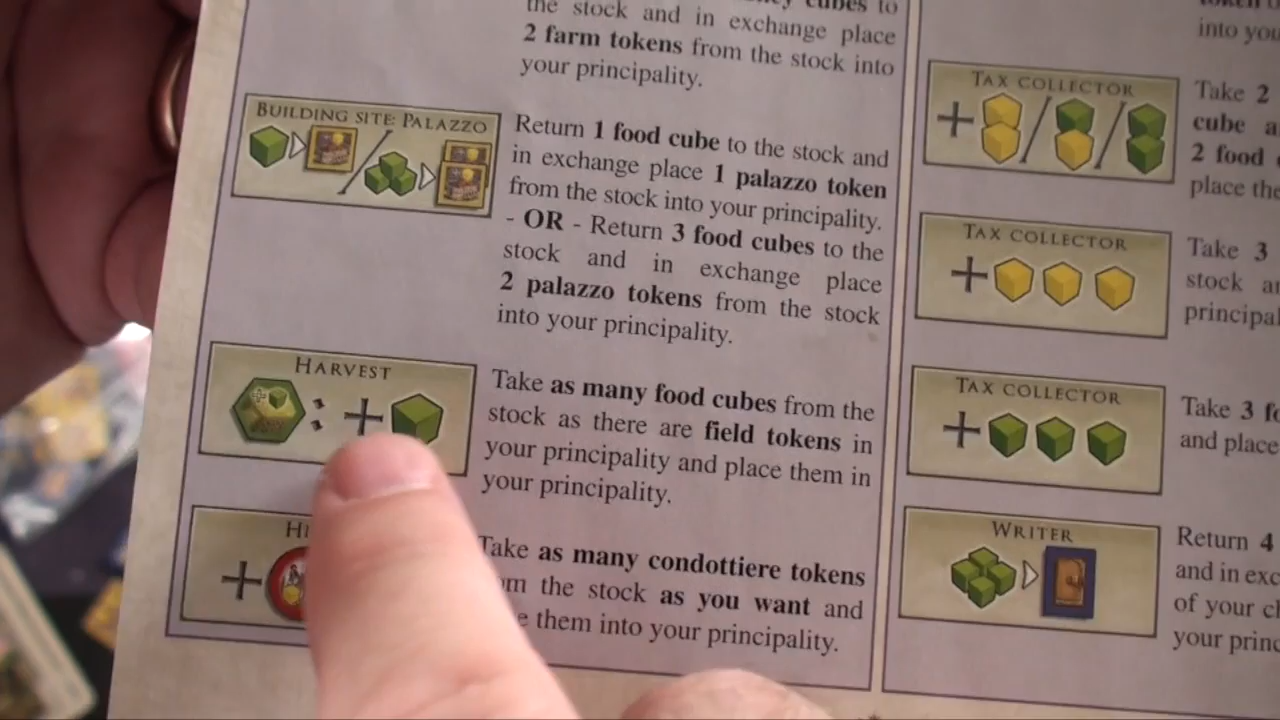 cubes to
the stock and in exchange place
2 farm tokens from the stock into
your principality.
BUILDING SITE: PALAZZO
Return 1 food cube to the stock and
in exchange place 1 palazzo token
from the stock into your principality.
- OR - Return 3 food cubes to the
stock and in exchange place
2 palazzo tokens from the stock
into your principality.
HARVEST
Take as many food cubes from the
stock as there are field tokens in
your principality and place them in
your principality.
Take as many condottiere tokens
the stock as you want and
them into your principality.
into
TAX COLLECTOR
Take 2
cube
2 food
place
TAX COLLECTOR
Take 3
stock
TAX COLLECTOR
Take 3
and place
WRITER
Return 4
and in
of your
your